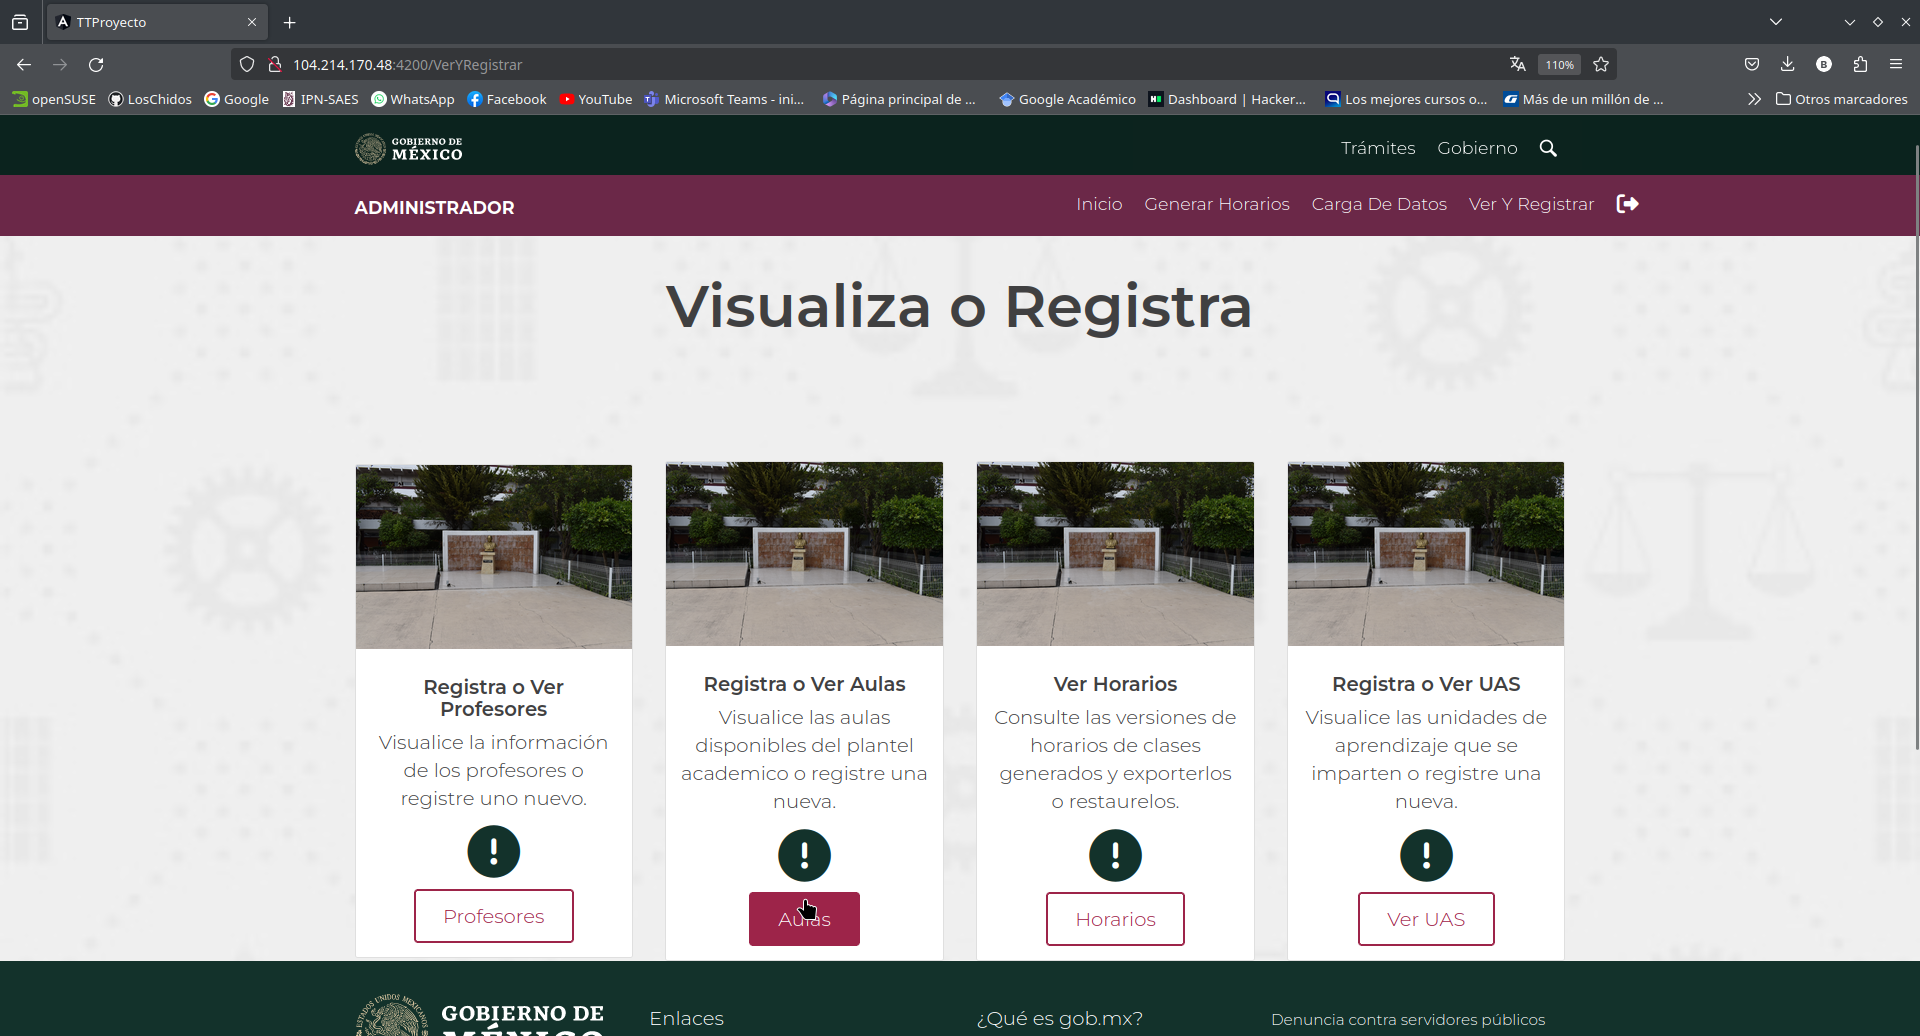 TTProyecto
104.214.170.48:4200/VerYRegistrar
110%
openSUSE
LosChidos
Google
IPN-SAES
WhatsApp
Facebook
YouTube
Microsoft Teams - ini...
Página principal de ...
Google Académico
Dashboard | Hacker...
Los mejores cursos o...
Más de un millón de ...
Otros marcadores
GOBIERNO DE
MÉXICO
Trámites
Gobierno
ADMINISTRADOR
Inicio
Generar Horarios
Carga De Datos
Ver Y Registrar
Visualiza o Registra
Registra o Ver
Profesores
Visualice la información
de los profesores o
registre uno nuevo.
Profesores
Registra o Ver Aulas
Visualice las aulas
disponibles del plantel
academico o registre una
nueva.
Aulas
Ver Horarios
Consulte las versiones de
horarios de clases
generados y exporterlos
o restaurelos.
Horarios
Registra o Ver UAS
Visualice las unidades de
aprendizaje que se
imparten o registre una
nueva.
Ver UAS
GOBIERNO DE
MÉXICO
Enlaces
¿Qué es gob.mx?
Denuncia contra servidores públicos